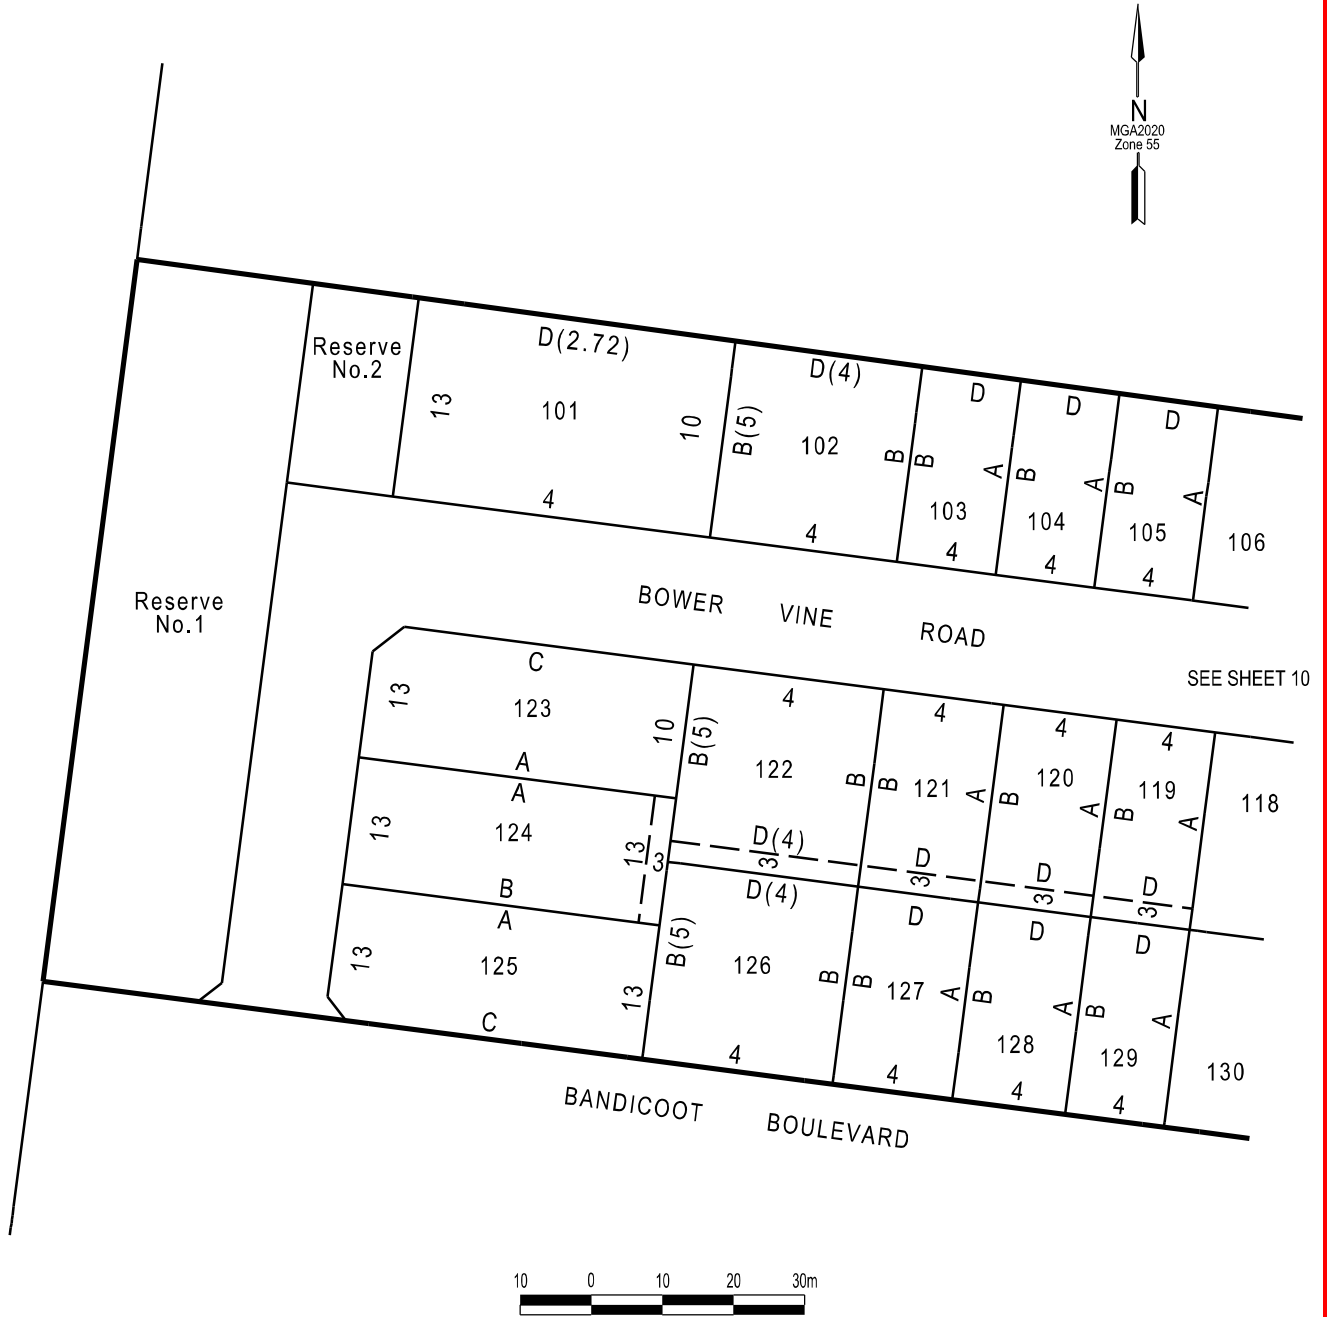 N
MGA2020
Zone 55
Reserve
No.2
D(2.72)
13
101
10
4
D(4)
B(5)
102
B
4
D
B
A
103
4
D
B
A
104
4
D
B
A
105
4
106
Reserve
No.1
BOWER VINE ROAD
SEE SHEET 10
C
13
123
10
A
A
13
124
13
3
B
A
13
125
13
C
4
B(5)
122
B
D(4)
3
4
B
121
A
D
3
4
B
120
A
D
3
4
B
119
A
D
3
118
D(4)
B(5)
126
B
4
D
B
127
A
4
D
B
A
128
4
D
B
A
129
4
130
BANDICOOT BOULEVARD
10 0 10 20 30m